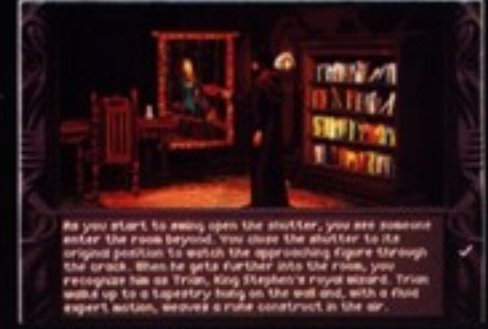 As you start to swing open the shutter, you see someone
enter the room beyond. You close the shutter to its
original position to watch the approaching figure through
the crack. When he gets further into the room, you
recognize him as Trian, King Stephen's royal wizard. Trian
walks up to a tapestry hung on the wall and, with a fluid
expert motion, weaves a rune construct in the air.